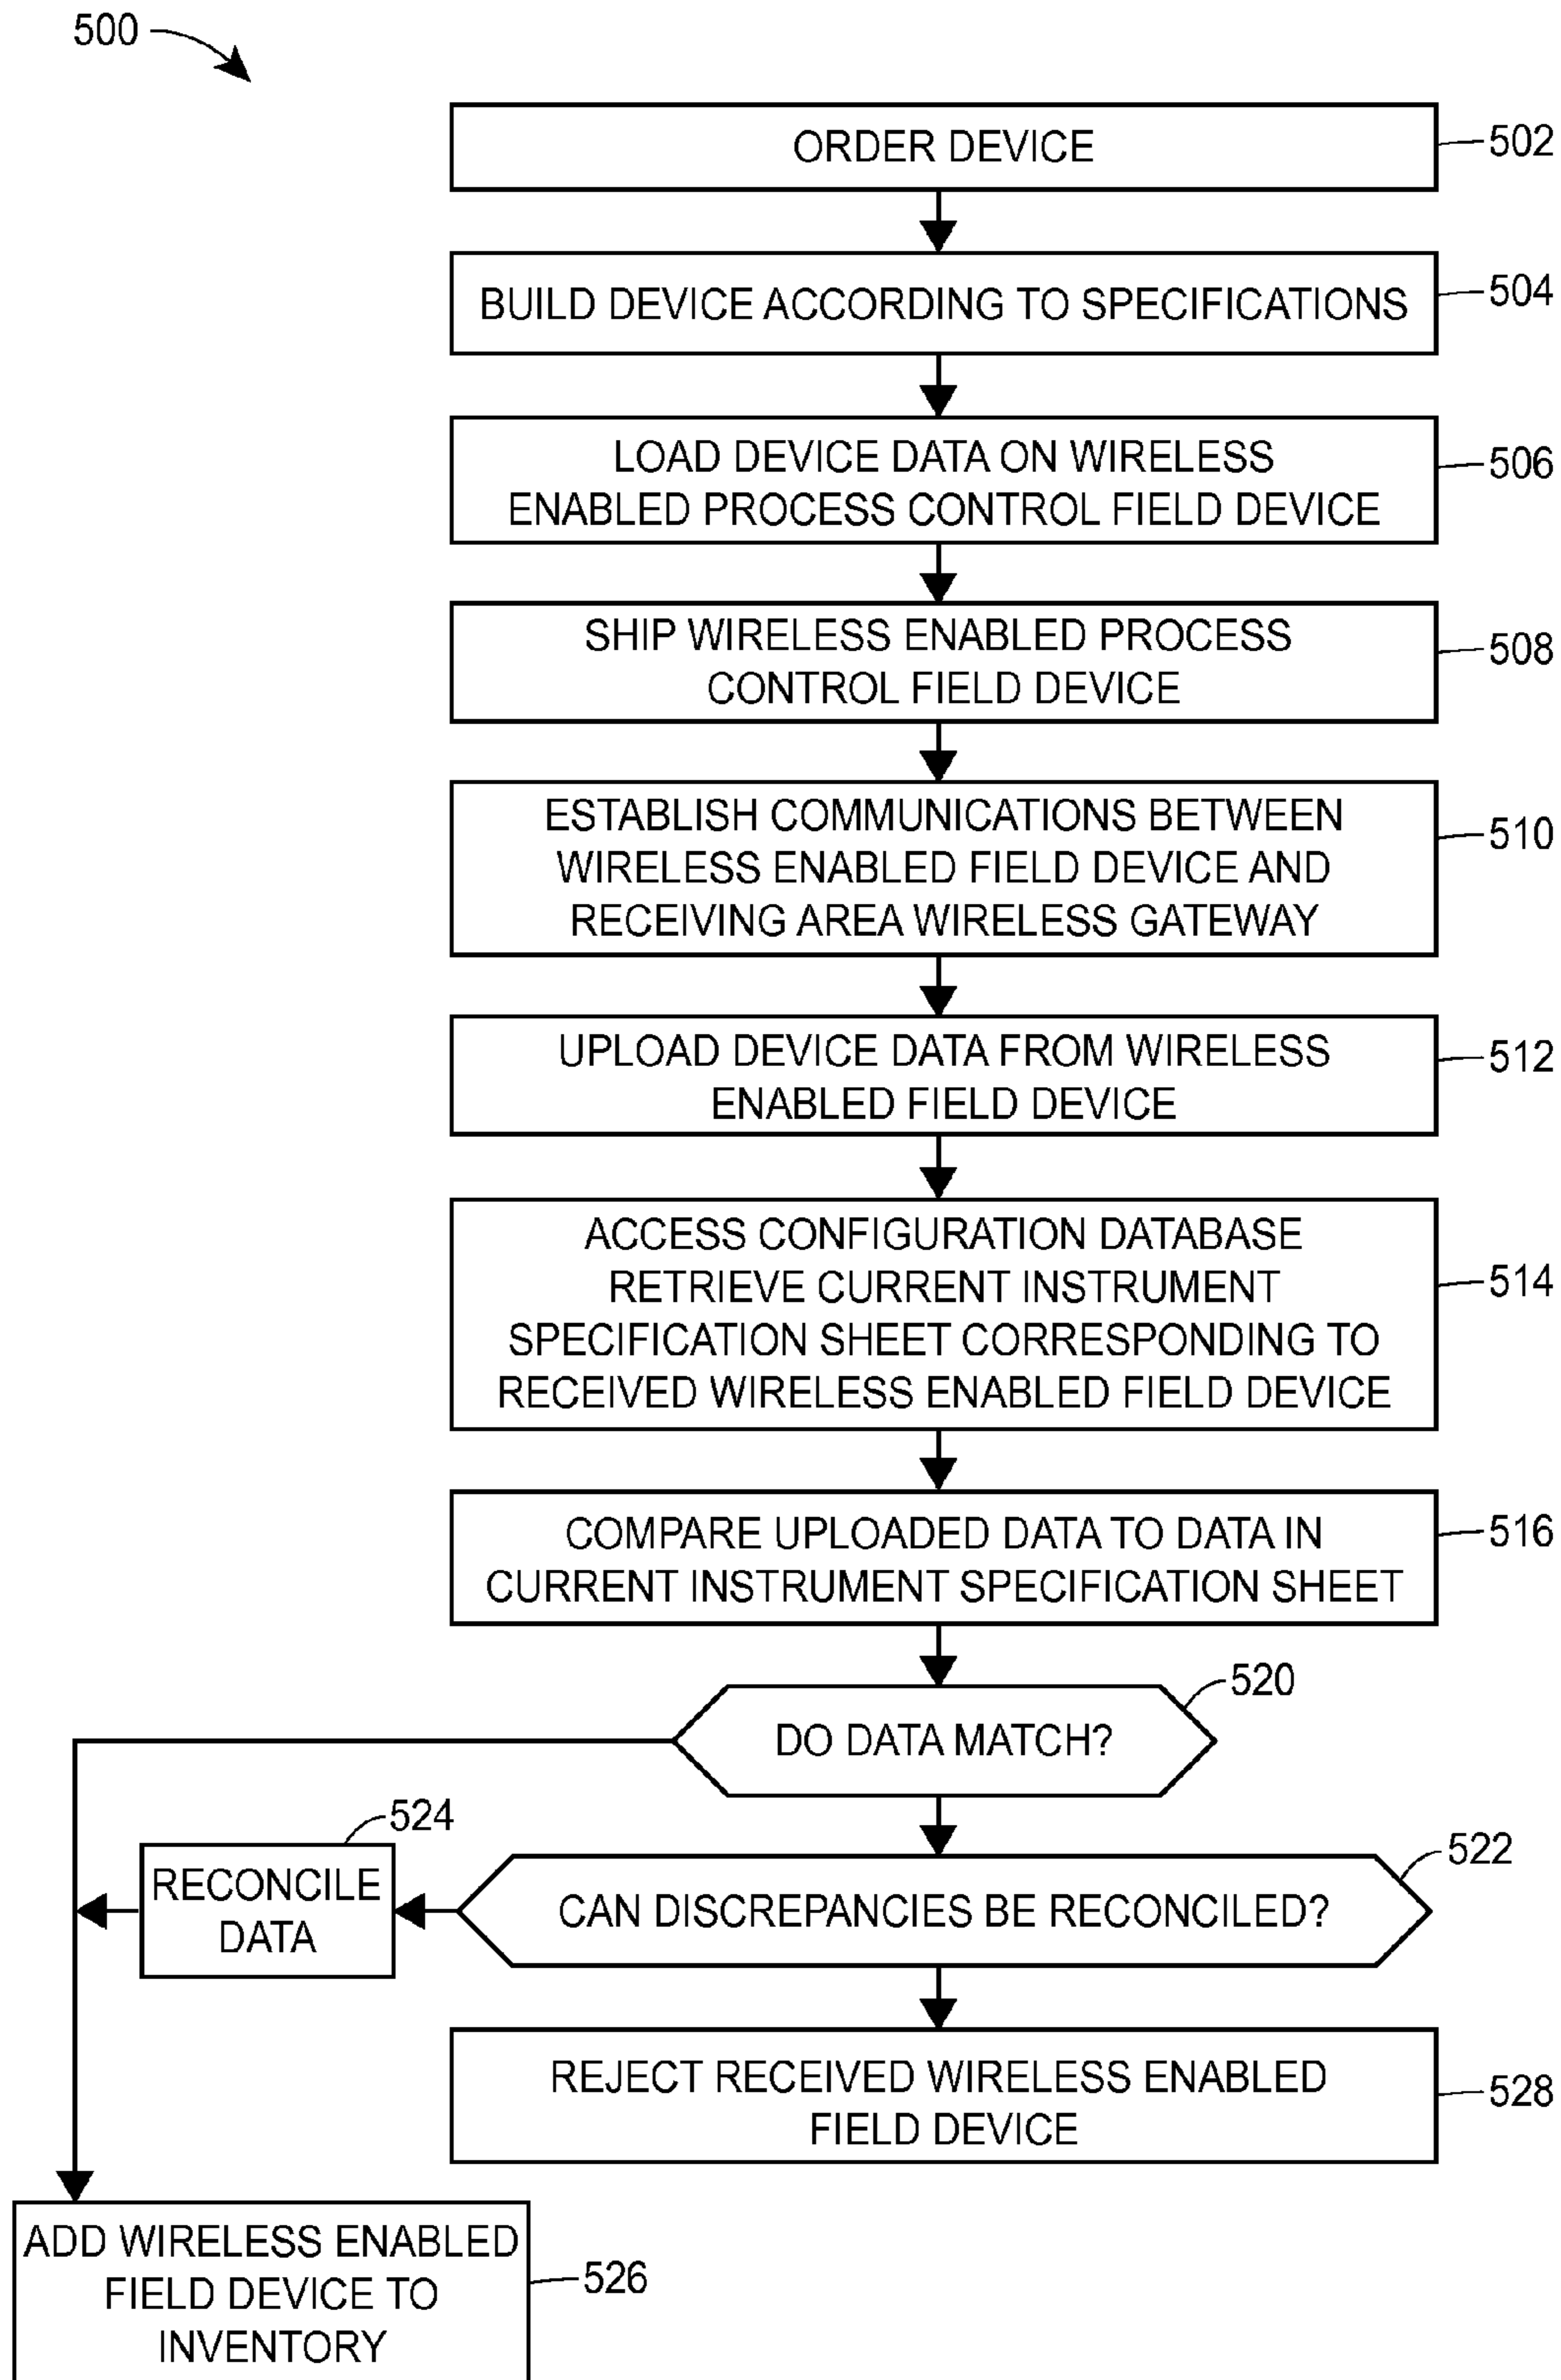 500
ORDER DEVICE
502
BUILD DEVICE ACCORDING TO SPECIFICATIONS
504
LOAD DEVICE DATA ON WIRELESS
ENABLED PROCESS CONTROL FIELD DEVICE
506
SHIP WIRELESS ENABLED PROCESS
CONTROL FIELD DEVICE
508
ESTABLISH COMMUNICATIONS BETWEEN
WIRELESS ENABLED FIELD DEVICE AND
RECEIVING AREA WIRELESS GATEWAY
510
UPLOAD DEVICE DATA FROM WIRELESS
ENABLED FIELD DEVICE
512
ACCESS CONFIGURATION DATABASE
RETRIEVE CURRENT INSTRUMENT
SPECIFICATION SHEET CORRESPONDING TO
RECEIVED WIRELESS ENABLED FIELD DEVICE
514
COMPARE UPLOADED DATA TO DATA IN
CURRENT INSTRUMENT SPECIFICATION SHEET
516
DO DATA MATCH?
520
CAN DISCREPANCIES BE RECONCILED?
522
RECONCILE
DATA
524
REJECT RECEIVED WIRELESS ENABLED
FIELD DEVICE
528
ADD WIRELESS ENABLED
FIELD DEVICE TO
INVENTORY
526